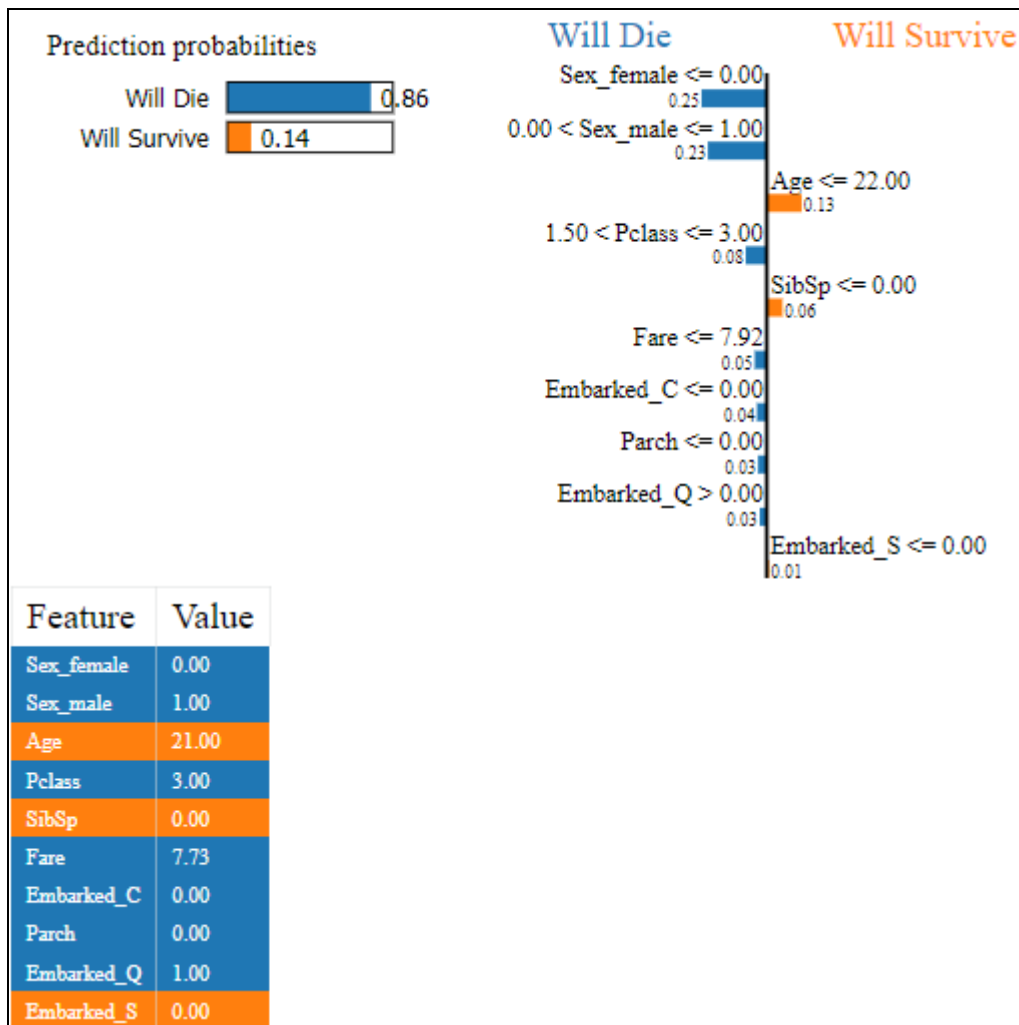 Prediction probabilities
Will Die 0.86
Will Survive 0.14
Will Die Will Survive
Sex_female <= 0.00
0.25
0.00 < Sex_male <= 1.00
0.23
Age <= 22.00
0.13
1.50 < Pclass <= 3.00
0.08
SibSp <= 0.00
0.06
Fare <= 7.92
0.05
Embarked_C <= 0.00
0.04
Parch <= 0.00
0.03
Embarked_Q > 0.00
0.03
Embarked_S <= 0.00
0.01
Feature Value
Sex_female 0.00
Sex_male 1.00
Age 21.00
Pclass 3.00
SibSp 0.00
Fare 7.73
Embarked_C 0.00
Parch 0.00
Embarked_Q 1.00
Embarked_S 0.00